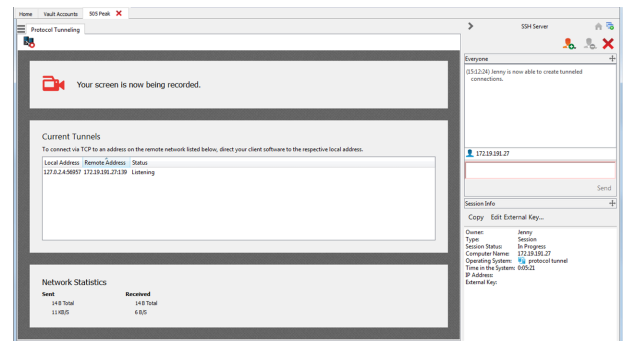 Home Vault Accounts 505 Peak
Protocol Tunneling
Your screen is now being recorded.
Current Tunnels
To connect via TCP to an address on the remote network listed below, direct your client software to the respective local address.
Local Address Remote Address Status
127.0.2.4:56957 172.19.191.27:139 Listening
Network Statistics
Sent Received
14 B Total 14 B Total
11 KB/S 6 B/S
SSH Server
Everyone
(15:12:24) Jenny is now able to create tunneled
connections.
172.19.191.27
Send
Session Info
Copy Edit External Key...
Owner: Jenny
Type: Session
Session Status: In Progress
Computer Name: 172.19.191.27
Operating System: protocol tunnel
Time in the System: 0:05:21
IP Address:
External Key: